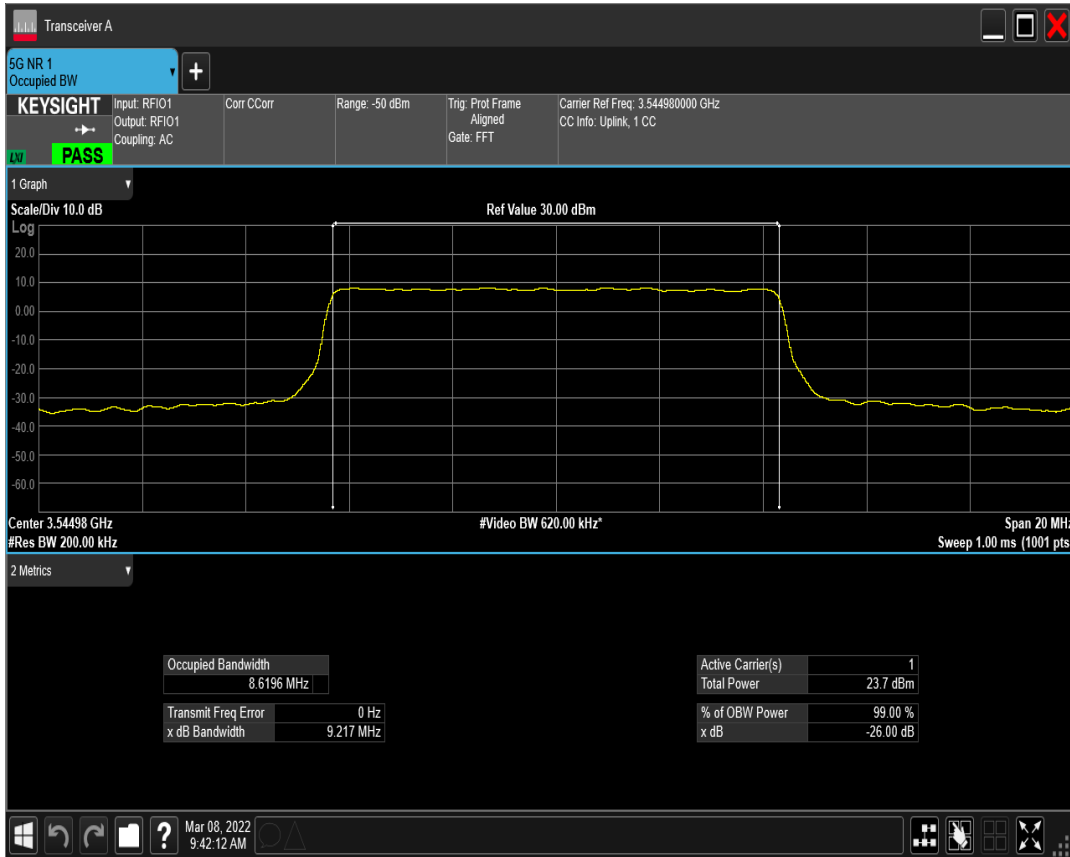 Transceiver A
5G NR 1
Occupied BW
KEYSIGHT
LXI
PASS
Input: RFIO1
Output: RFIO1
Coupling: AC
Corr CCorr
Range: -50 dBm
Trig: Prot Frame
Aligned
Gate: FFT
Carrier Ref Freq: 3.544980000 GHz
CC Info: Uplink, 1 CC
1 Graph
Scale/Div 10.0 dB
Ref Value 30.00 dBm
Log
20.0
10.0
0.00
-10.0
-20.0
-30.0
-40.0
-50.0
-60.0
Center 3.54498 GHz
#Video BW 620.00 kHz*
Span 20 MHz
#Res BW 200.00 kHz
Sweep 1.00 ms (1001 pts
2 Metrics
Occupied Bandwidth
8.6196 MHz
Transmit Freq Error 0 Hz
x dB Bandwidth 9.217 MHz
Active Carrier(s) 1
Total Power 23.7 dBm
% of OBW Power 99.00 %
x dB -26.00 dB
?
Mar 08, 2022
9:42:12 AM